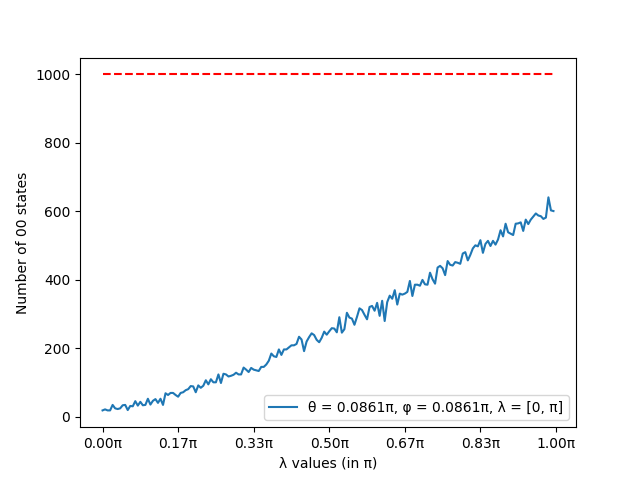 1000
800
600
400
200
0
Number of 00 states
θ = 0.0861π, φ = 0.0861π, λ = [0, π]
0.00π 0.17π 0.33π 0.50π 0.67π 0.83π 1.00π
λ values (in π)